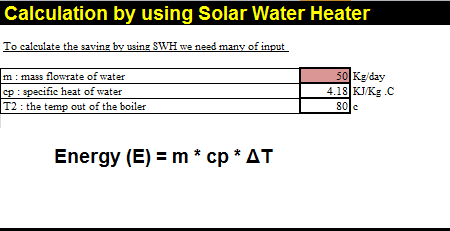 Calculation by using Solar Water Heater
To calculate the saving by using SWH we need many of input
m : mass flowrate of water 50 Kg/day
cp : specific heat of water 4.18 KJ/Kg .C
T2 : the temp out of the boiler 80 c
Energy (E) = m * cp * ΔT